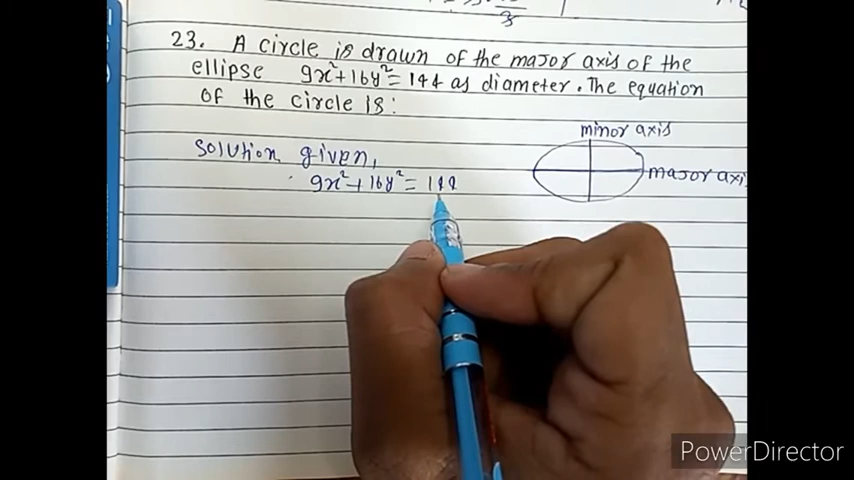 3
23. A circle is drawn of the major axis of the
ellipse 9x²+16y²=144 as diameter. The equation
of the circle is:
minor axis
Solution given,
major axi
9x²+16y²=144
PowerDirector